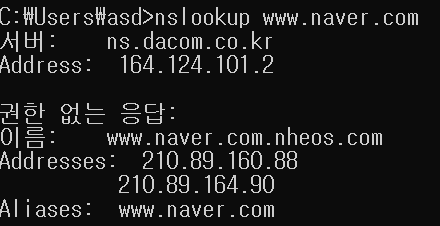 C:₩Users₩asd>nslookup www.naver.com
서버:    ns.dacom.co.kr
Address:  164.124.101.2
권한 없는 응답:
이름:    www.naver.com.nheos.com
Addresses:  210.89.160.88
210.89.164.90
Aliases:  www.naver.com